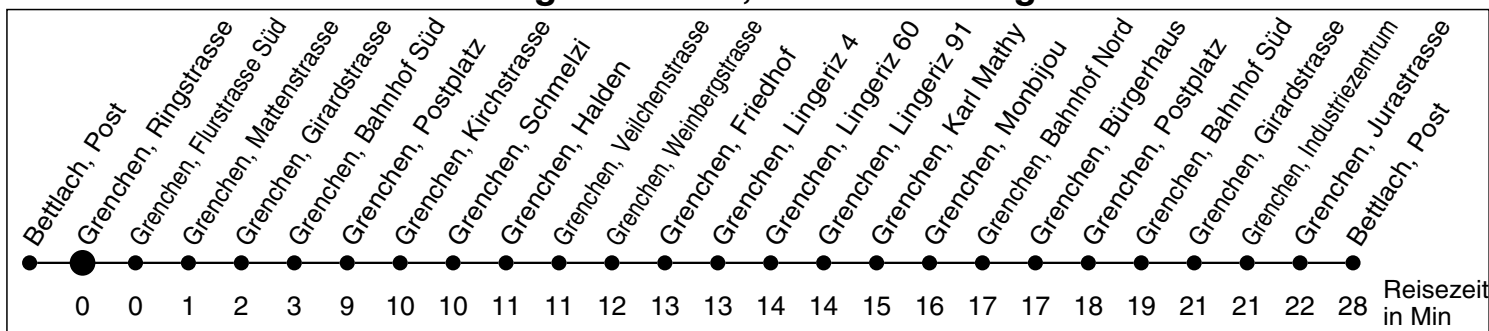 Bettlach, Post
Grenchen, Ringstrasse
Grenchen, Flurstrasse Süd
Grenchen, Mattenstrasse
Grenchen, Girardstrasse
Grenchen, Bahnhof Süd
Grenchen, Postplatz
Grenchen, Kirchstrasse
Grenchen, Schmelzi
Grenchen, Halden
Grenchen, Veilchenstrasse
Grenchen, Weinbergstrasse
Grenchen, Friedhof
Grenchen, Lingeriz 4
Grenchen, Lingeriz 60
Grenchen, Lingeriz 91
Grenchen, Karl Mathy
Grenchen, Monbijou
Grenchen, Bahnhof Nord
Grenchen, Bürgerhaus
Grenchen, Postplatz
Grenchen, Bahnhof Süd
Grenchen, Girardstrasse
Grenchen, Industriezentrum
Grenchen, Jurastrasse
Bettlach, Post
0 0 1 2 3 9 10 10 11 11 12 13 13 14 14 15 16 17 17 18 19 21 21 22 28
Reisezeit
in Min